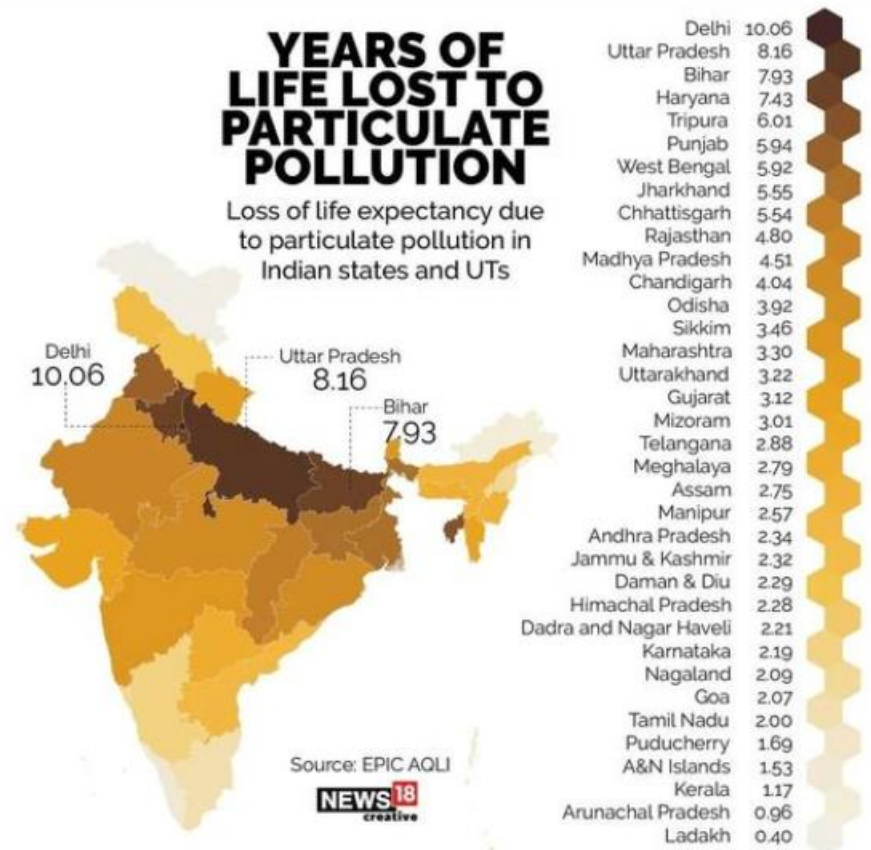 YEARS OF
LIFE LOST TO
PARTICULATE
POLLUTION
Loss of life expectancy due
to particulate pollution in
Indian states and UTs
Delhi
10.06
Uttar Pradesh
8.16
Bihar
7.93
Source: EPIC AQLI
NEWS18
creative
Delhi 10.06
Uttar Pradesh 8.16
Bihar 7.93
Haryana 7.43
Tripura 6.01
Punjab 5.94
West Bengal 5.92
Jharkhand 5.55
Chhattisgarh 5.54
Rajasthan 4.80
Madhya Pradesh 4.51
Chandigarh 4.04
Odisha 3.92
Sikkim 3.46
Maharashtra 3.30
Uttarakhand 3.22
Gujarat 3.12
Mizoram 3.01
Telangana 2.88
Meghalaya 2.79
Assam 2.75
Manipur 2.57
Andhra Pradesh 2.34
Jammu & Kashmir 2.32
Daman & Diu 2.29
Himachal Pradesh 2.28
Dadra and Nagar Haveli 2.21
Karnataka 2.19
Nagaland 2.09
Goa 2.07
Tamil Nadu 2.00
Puducherry 1.69
A&N Islands 1.53
Kerala 1.17
Arunachal Pradesh 0.96
Ladakh 0.40